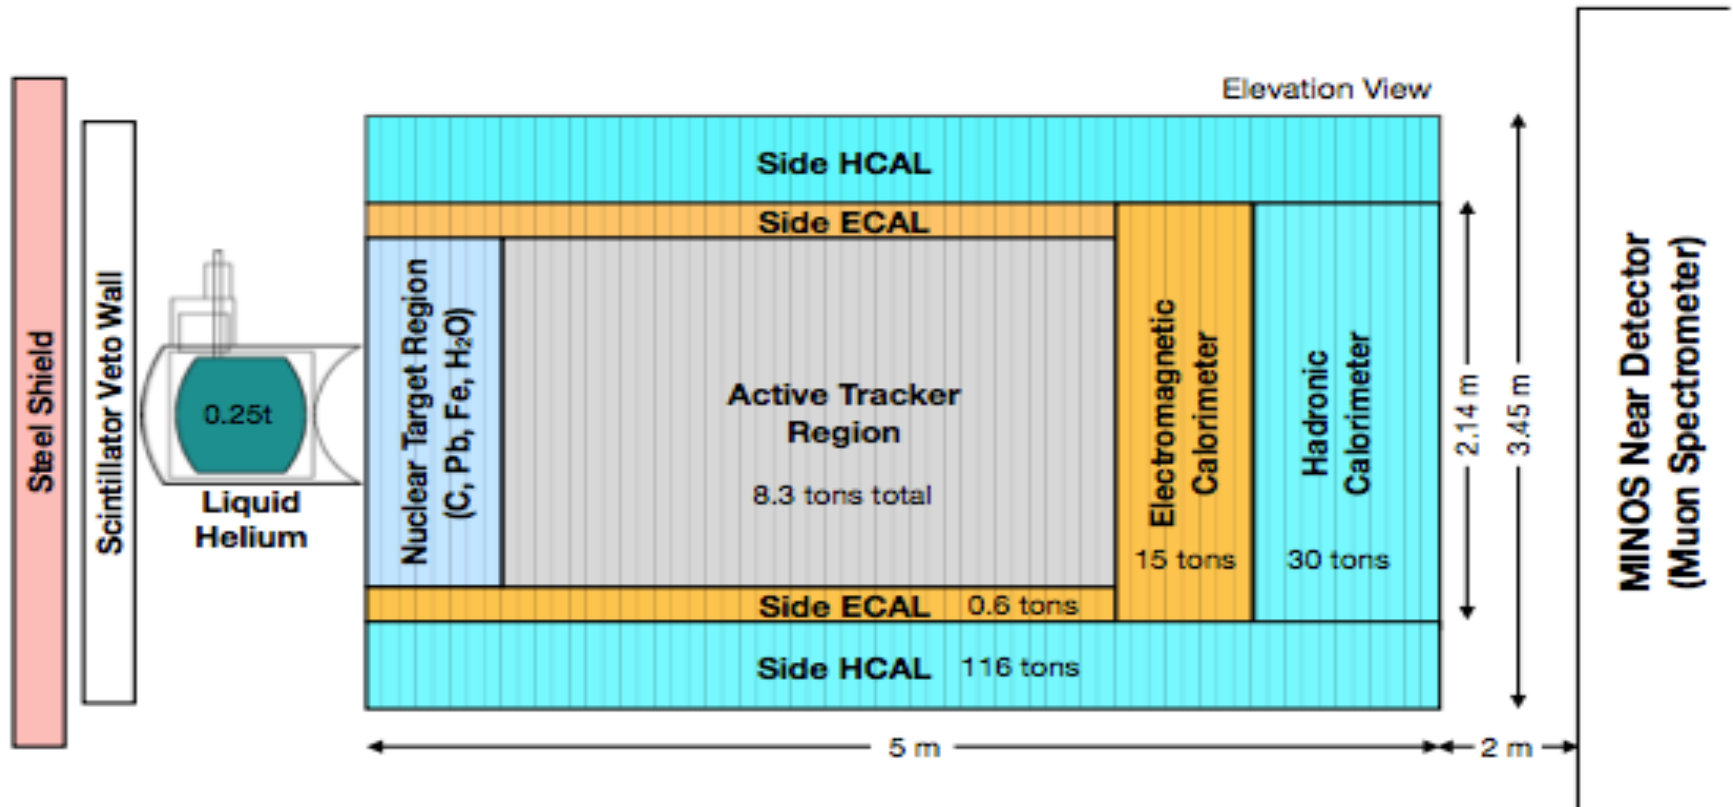 Elevation View
Steel Shield
Scintillator Veto Wall
0.25t
Liquid
Helium
Side HCAL
Side ECAL
Nuclear Target Region
(C, Pb, Fe, H₂O)
Active Tracker
Region
8.3 tons total
Electromagnetic
Calorimeter
15 tons
Hadronic
Calorimeter
30 tons
Side ECAL 0.6 tons
Side HCAL 116 tons
2.14 m
3.45 m
5 m
2 m
MINOS Near Detector
(Muon Spectrometer)